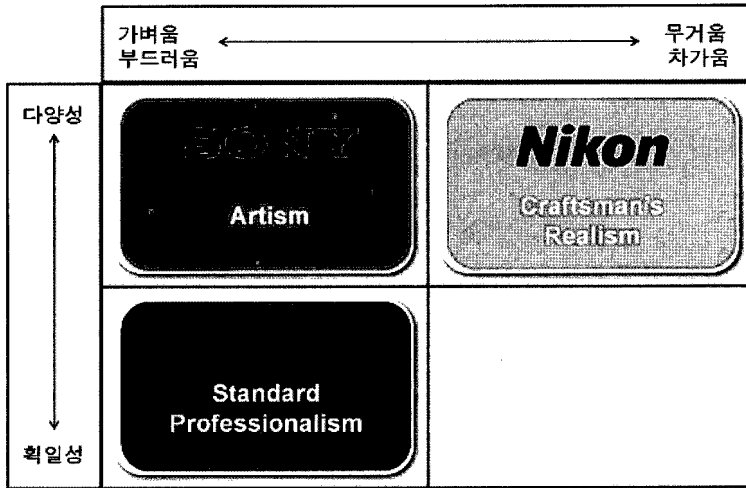 가벼움
부드러움
무거움
차가움
다양성
획일성
SONY
Artism
Nikon
Craftsman's
Realism
Standard
Professionalism